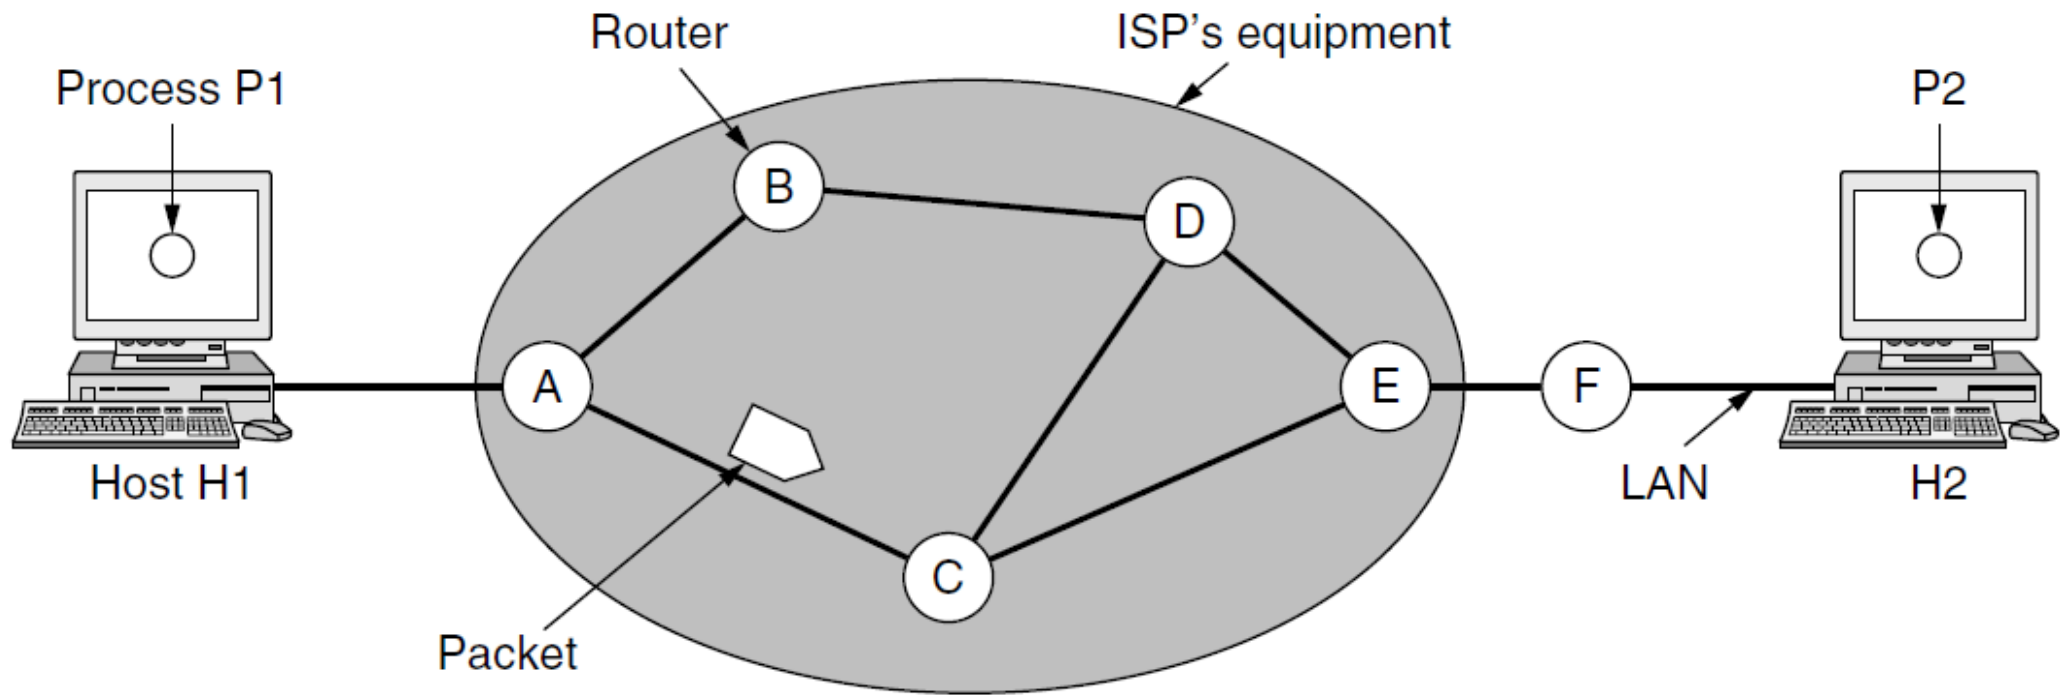 Router
ISP's equipment
Process P1
P2
B
D
A
E
F
Host H1
LAN
H2
C
Packet